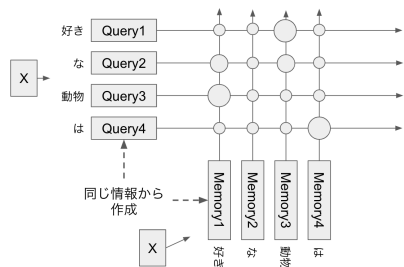 好き Query1
な Query2
X
動物 Query3
は Query4
同じ情報から
作成
Memory1
Memory2
Memory3
Memory4
X
好き
な
動物
は